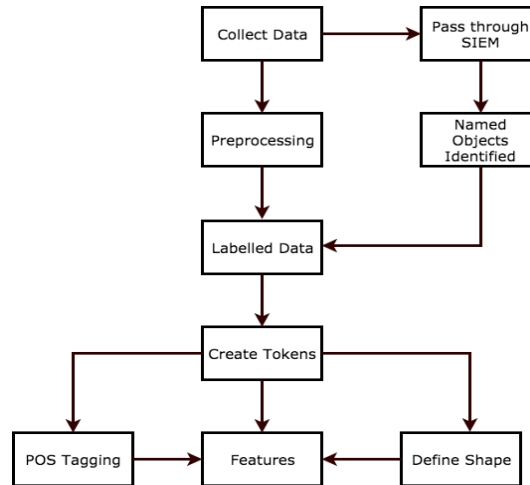 Collect Data
Pass through
SIEM
Preprocessing
Named
Objects
Identified
Labelled Data
Create Tokens
POS Tagging
Features
Define Shape